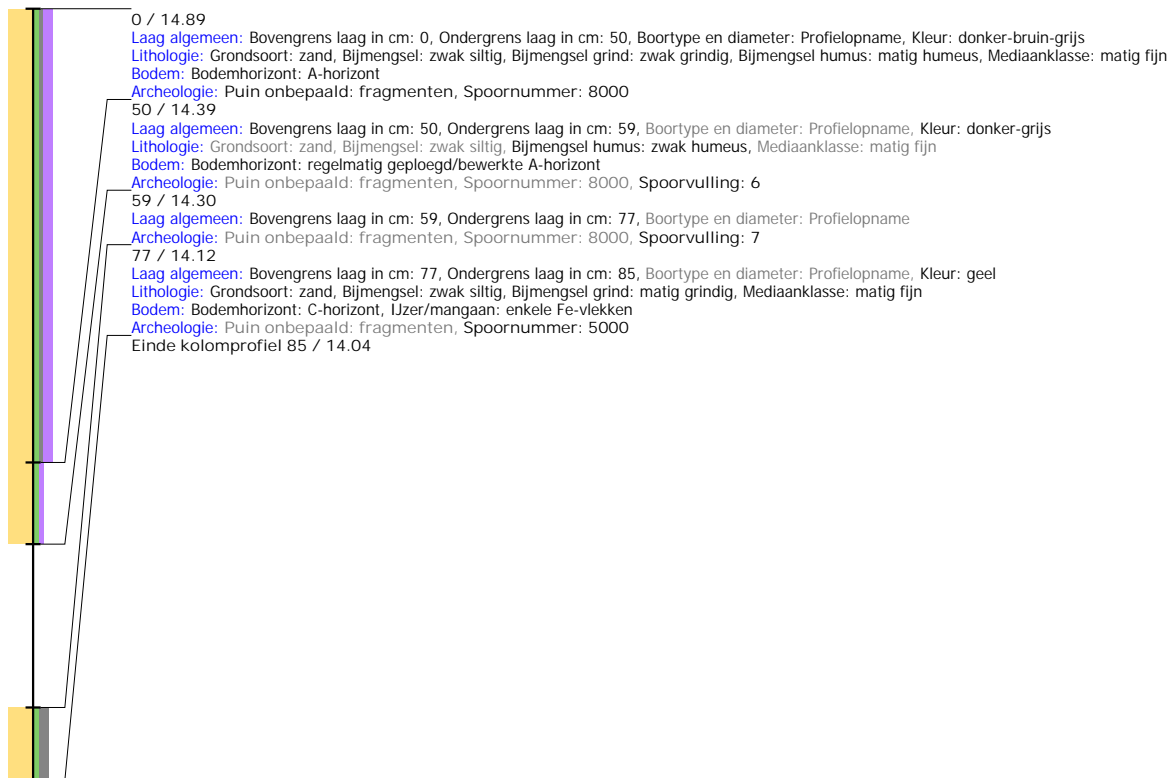 0 / 14.89
Laag algemeen: Bovengrens laag in cm: 0, Ondergrens laag in cm: 50, Boortype en diameter: Profielopname, Kleur: donker-bruin-grijs
Lithologie: Grondsoort: zand, Bijmengsel: zwak siltig, Bijmengsel grind: zwak grindig, Bijmengsel humus: matig humeus, Mediaanklasse: matig fijn
Bodem: Bodemhorizont: A-horizont
Archeologie: Puin onbepaald: fragmenten, Spoornummer: 8000
50 / 14.39
Laag algemeen: Bovengrens laag in cm: 50, Ondergrens laag in cm: 59, Boortype en diameter: Profielopname, Kleur: donker-grijs
Lithologie: Grondsoort: zand, Bijmengsel: zwak siltig, Bijmengsel humus: zwak humeus, Mediaanklasse: matig fijn
Bodem: Bodemhorizont: regelmatig geploegd/bewerkte A-horizont
Archeologie: Puin onbepaald: fragmenten, Spoornummer: 8000, Spoorvulling: 6
59 / 14.30
Laag algemeen: Bovengrens laag in cm: 59, Ondergrens laag in cm: 77, Boortype en diameter: Profielopname
Archeologie: Puin onbepaald: fragmenten, Spoornummer: 8000, Spoorvulling: 7
77 / 14.12
Laag algemeen: Bovengrens laag in cm: 77, Ondergrens laag in cm: 85, Boortype en diameter: Profielopname, Kleur: geel
Lithologie: Grondsoort: zand, Bijmengsel: zwak siltig, Bijmengsel grind: matig grindig, Mediaanklasse: matig fijn
Bodem: Bodemhorizont: C-horizont, IJzer/mangaan: enkele Fe-vlekken
Archeologie: Puin onbepaald: fragmenten, Spoornummer: 5000
Einde kolomprofiel 85 / 14.04